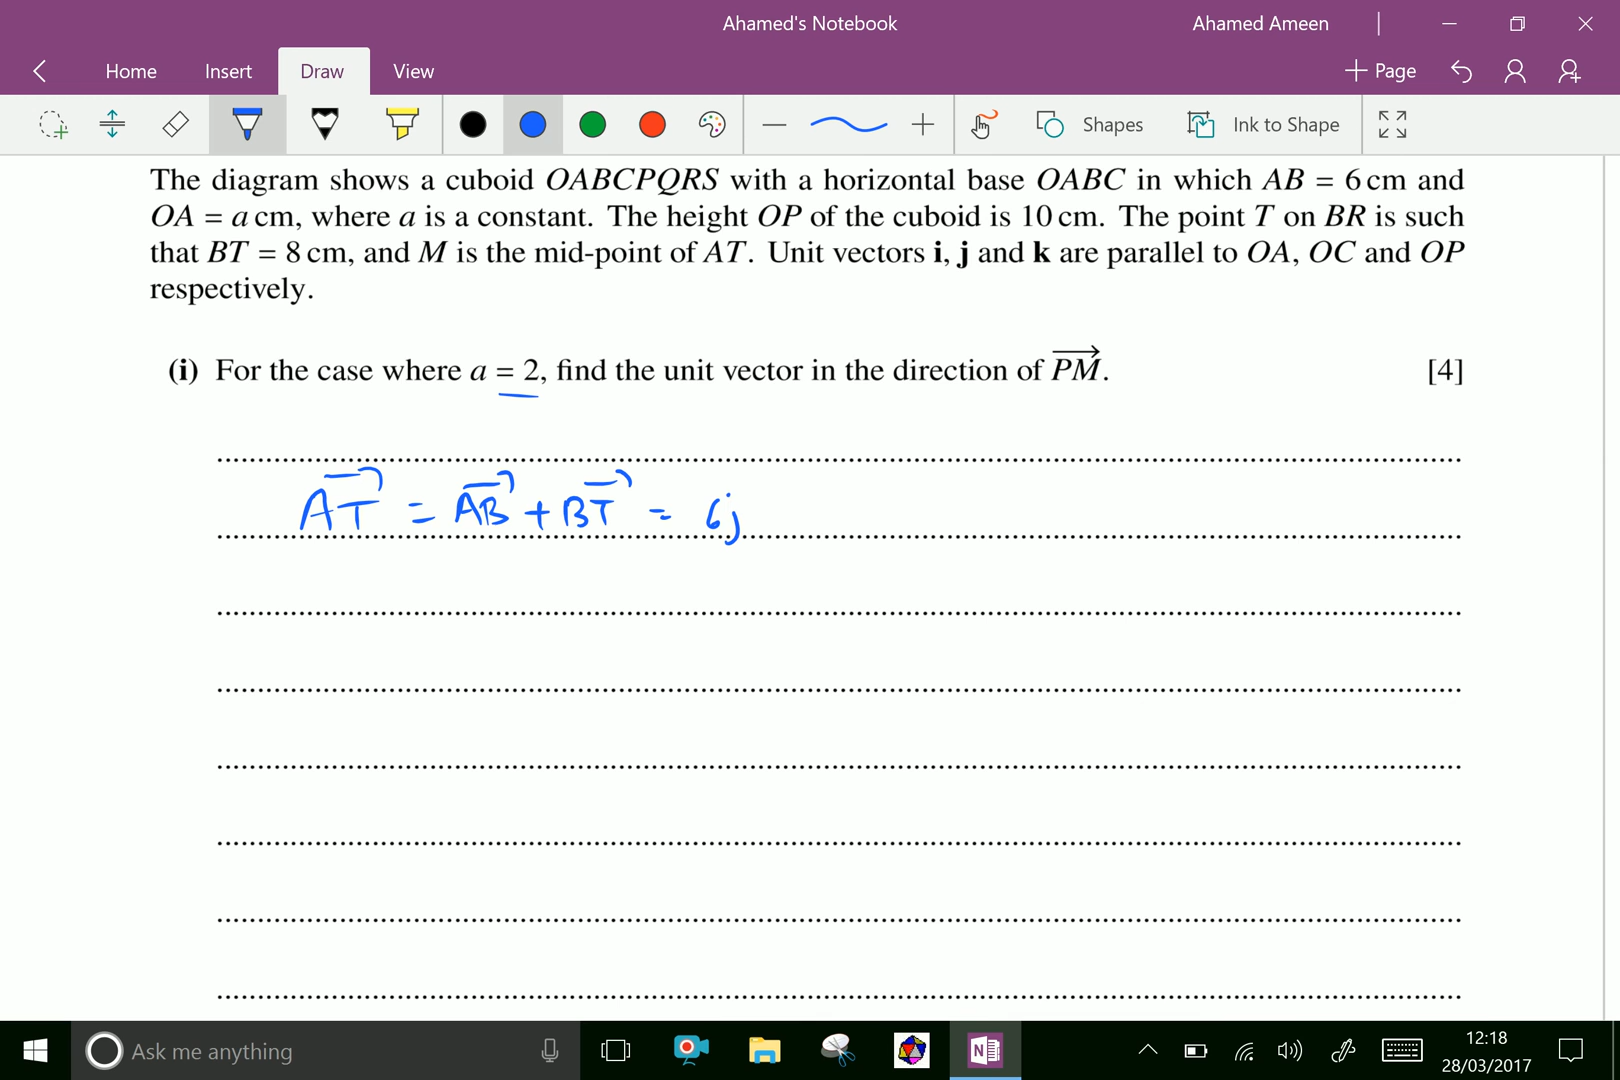 Ahamed's Notebook
Ahamed Ameen
Home Insert Draw View
Page
Shapes
Ink to Shape
The diagram shows a cuboid OABCPQRS with a horizontal base OABC in which AB = 6 cm and
OA = a cm, where a is a constant. The height OP of the cuboid is 10 cm. The point T on BR is such
that BT = 8 cm, and M is the mid-point of AT. Unit vectors i, j and k are parallel to OA, OC and OP
respectively.
(i) For the case where a = 2, find the unit vector in the direction of \overrightarrow{PM}. [4]
\overrightarrow{AT} = \overrightarrow{AB} + \overrightarrow{BT} = 6j
Ask me anything
12:18
28/03/2017